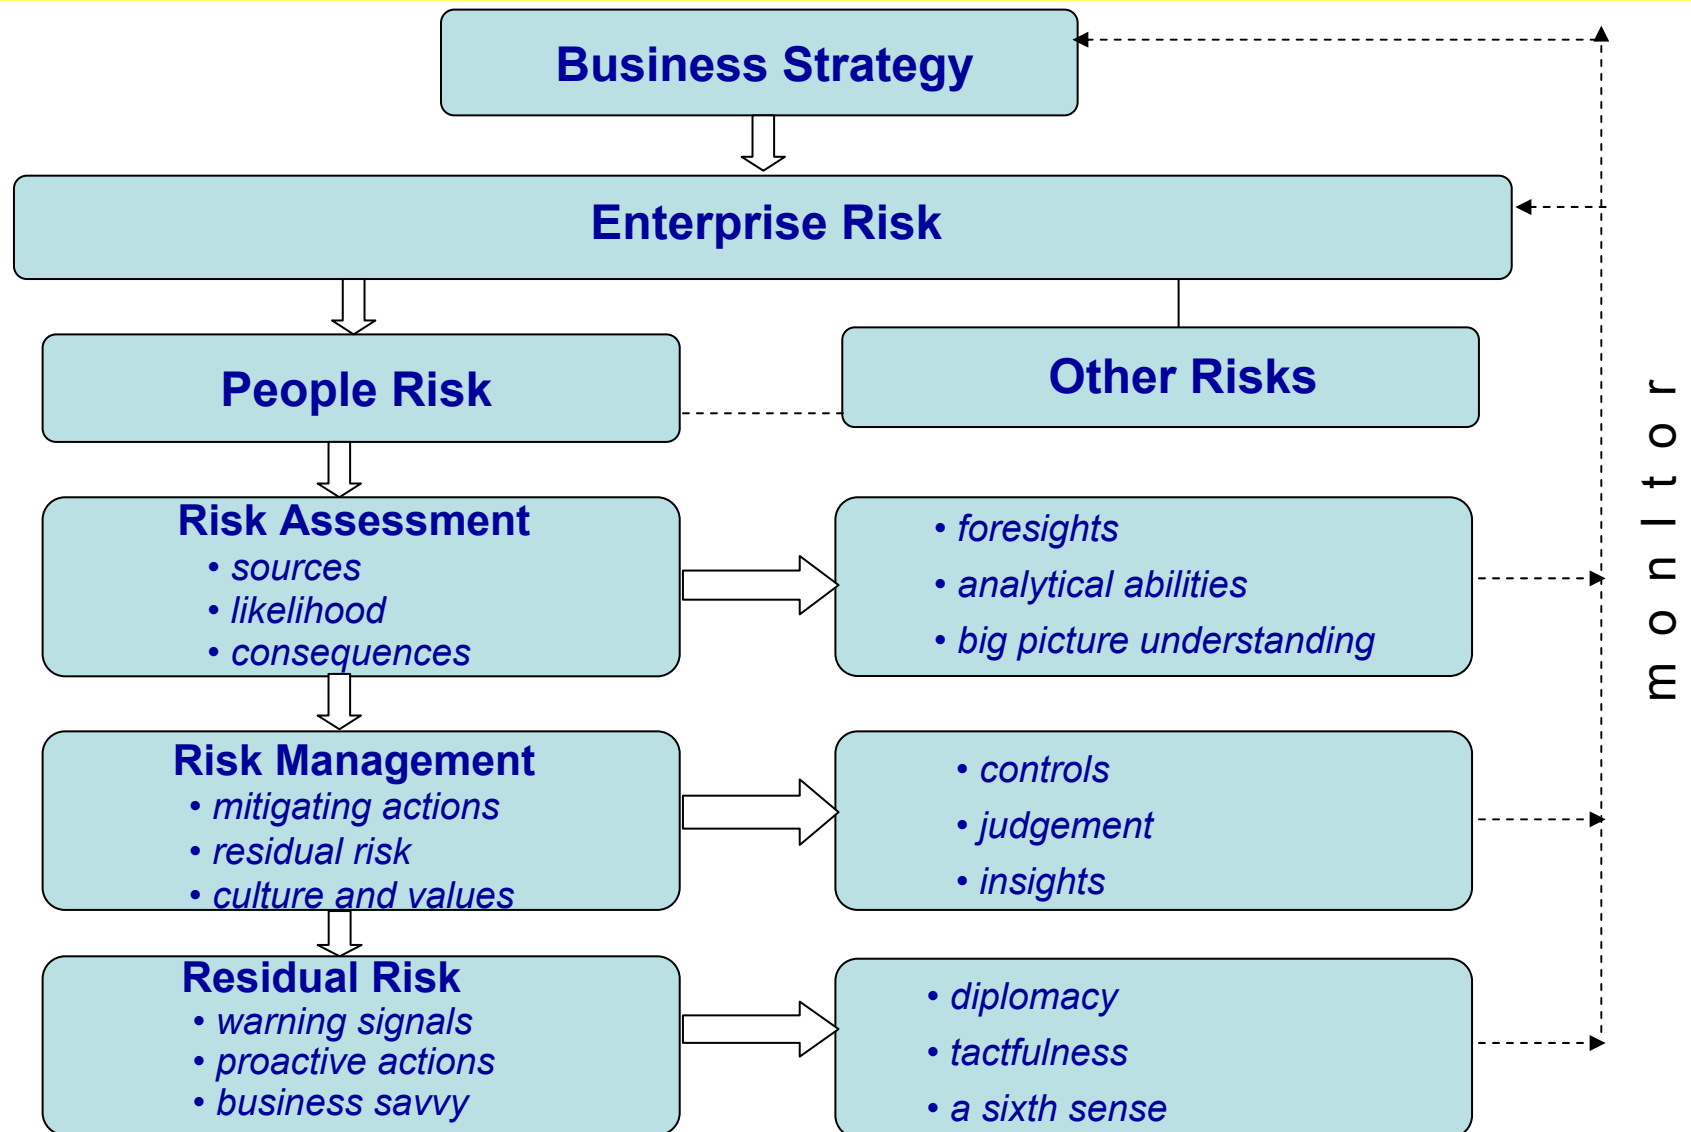 Business Strategy
Enterprise Risk
People Risk
Other Risks
Risk Assessment
• sources
• likelihood
• consequences
• foresights
• analytical abilities
• big picture understanding
Risk Management
• mitigating actions
• residual risk
• culture and values
• controls
• judgement
• insights
Residual Risk
• warning signals
• proactive actions
• business savvy
• diplomacy
• tactfulness
• a sixth sense
m o n I t o r